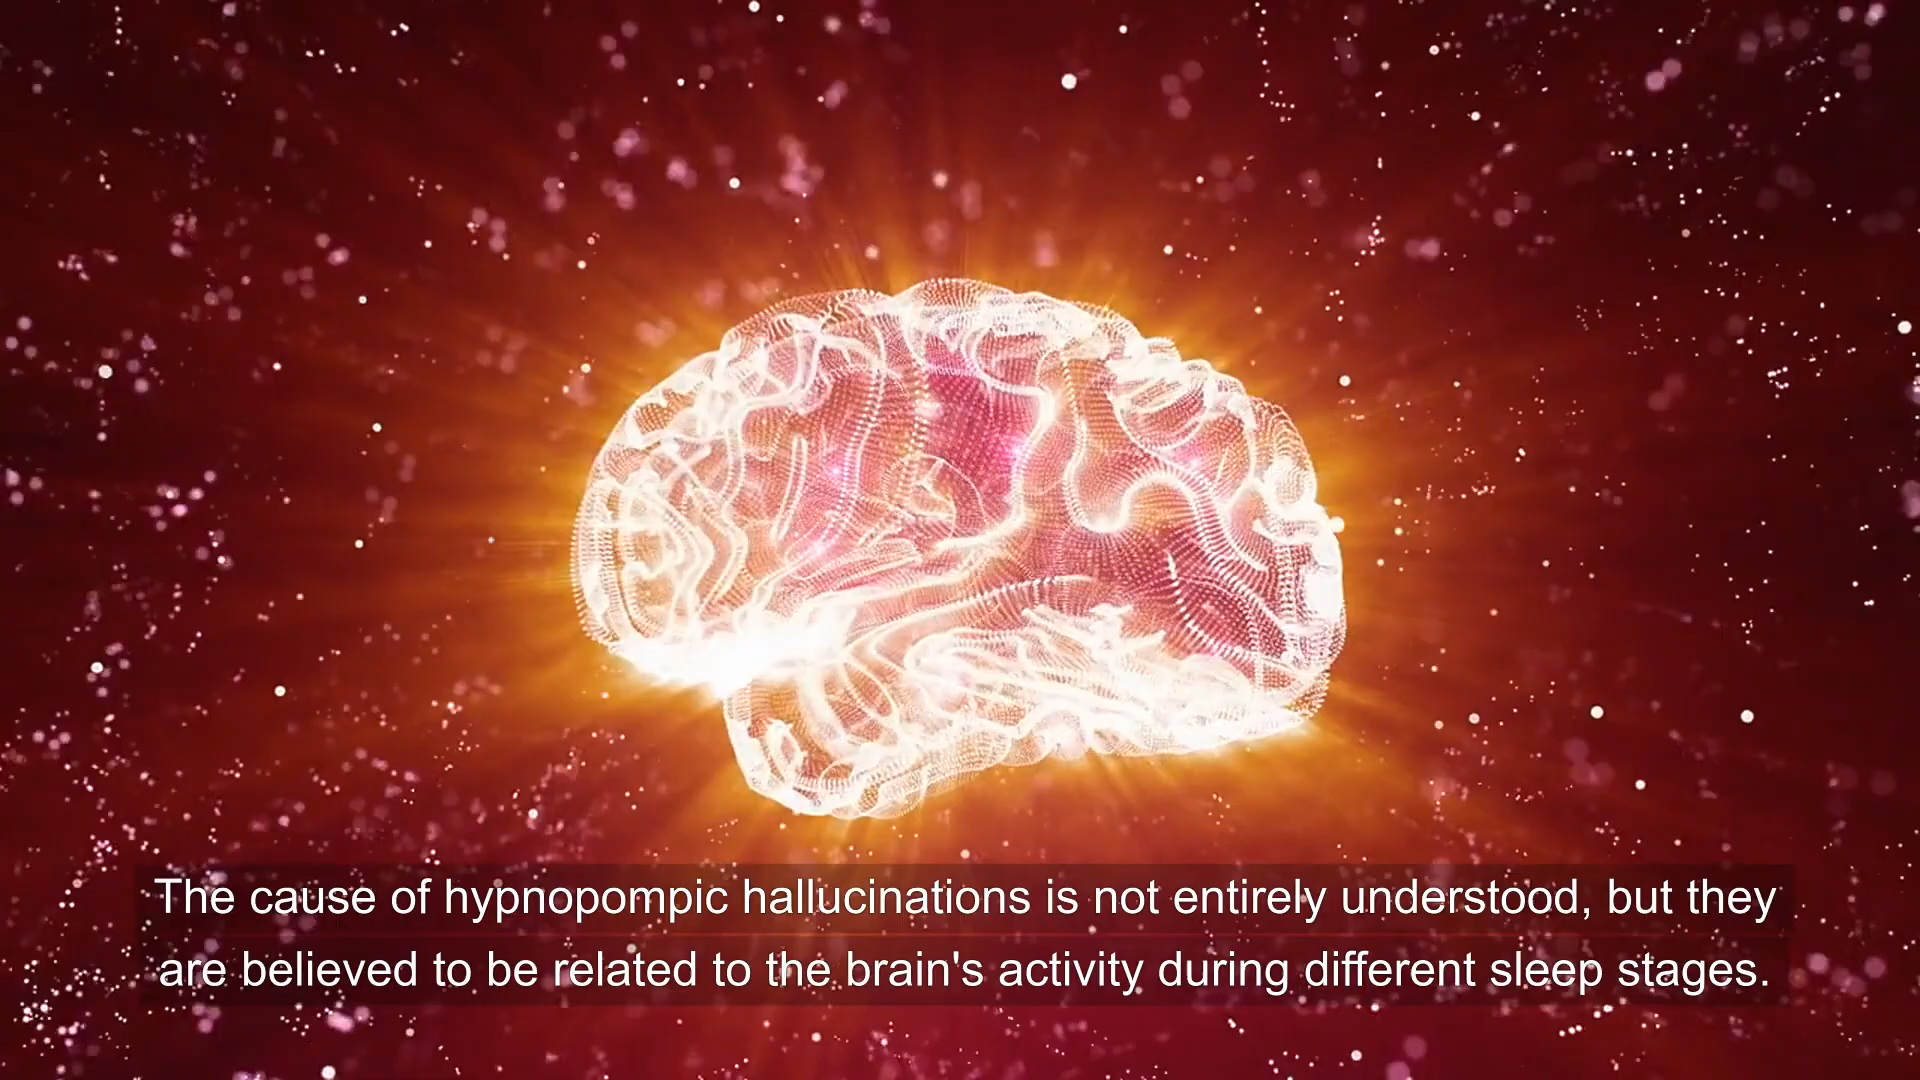 The cause of hypnopompic hallucinations is not entirely understood, but they
are believed to be related to the brain's activity during different sleep stages.